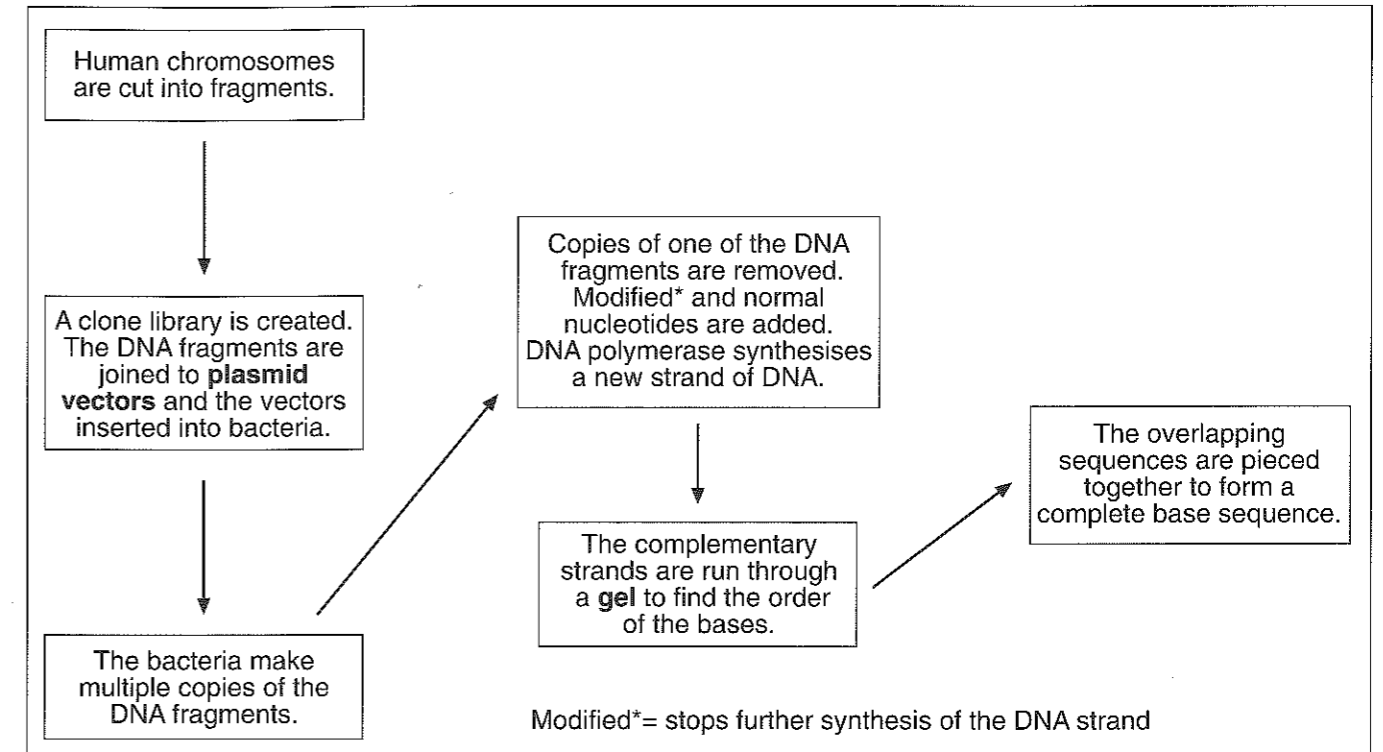 Human chromosomes
are cut into fragments.
A clone library is created.
The DNA fragments are
joined to plasmid
vectors and the vectors
inserted into bacteria.
The bacteria make
multiple copies of the
DNA fragments.
Copies of one of the DNA
fragments are removed.
Modified* and normal
nucleotides are added.
DNA polymerase synthesises
a new strand of DNA.
The complementary
strands are run through
a gel to find the order
of the bases.
The overlapping
sequences are pieced
together to form a
complete base sequence.
Modified*= stops further synthesis of the DNA strand